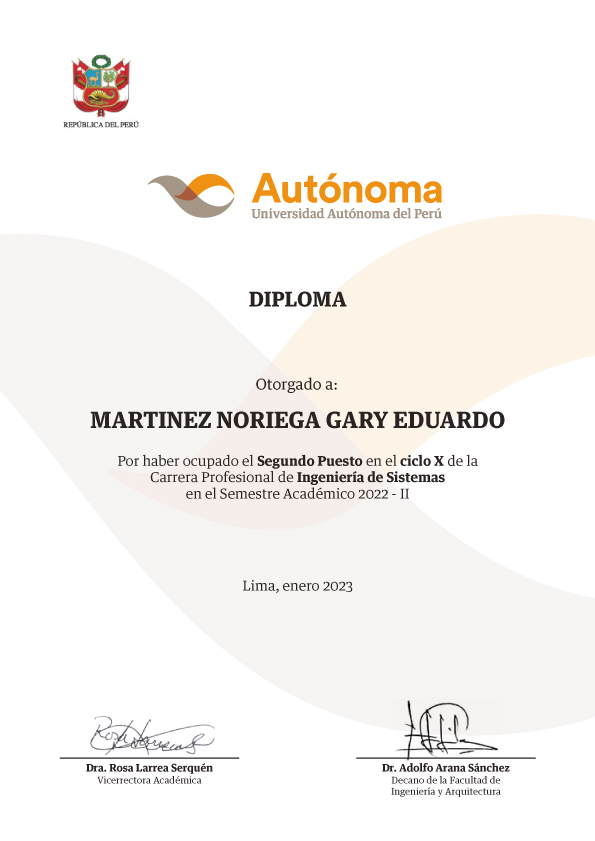 REPÚBLICA DEL PERÚ
Autónoma
Universidad Autónoma del Perú
DIPLOMA
Otorgado a:
MARTINEZ NORIEGA GARY EDUARDO
Por haber ocupado el Segundo Puesto en el ciclo X de la
Carrera Profesional de Ingeniería de Sistemas
en el Semestre Académico 2022 - II
Lima, enero 2023
Dra. Rosa Larrea Serquén
Vicerrectora Académica
Dr. Adolfo Arana Sánchez
Decano de la Facultad de
Ingeniería y Arquitectura